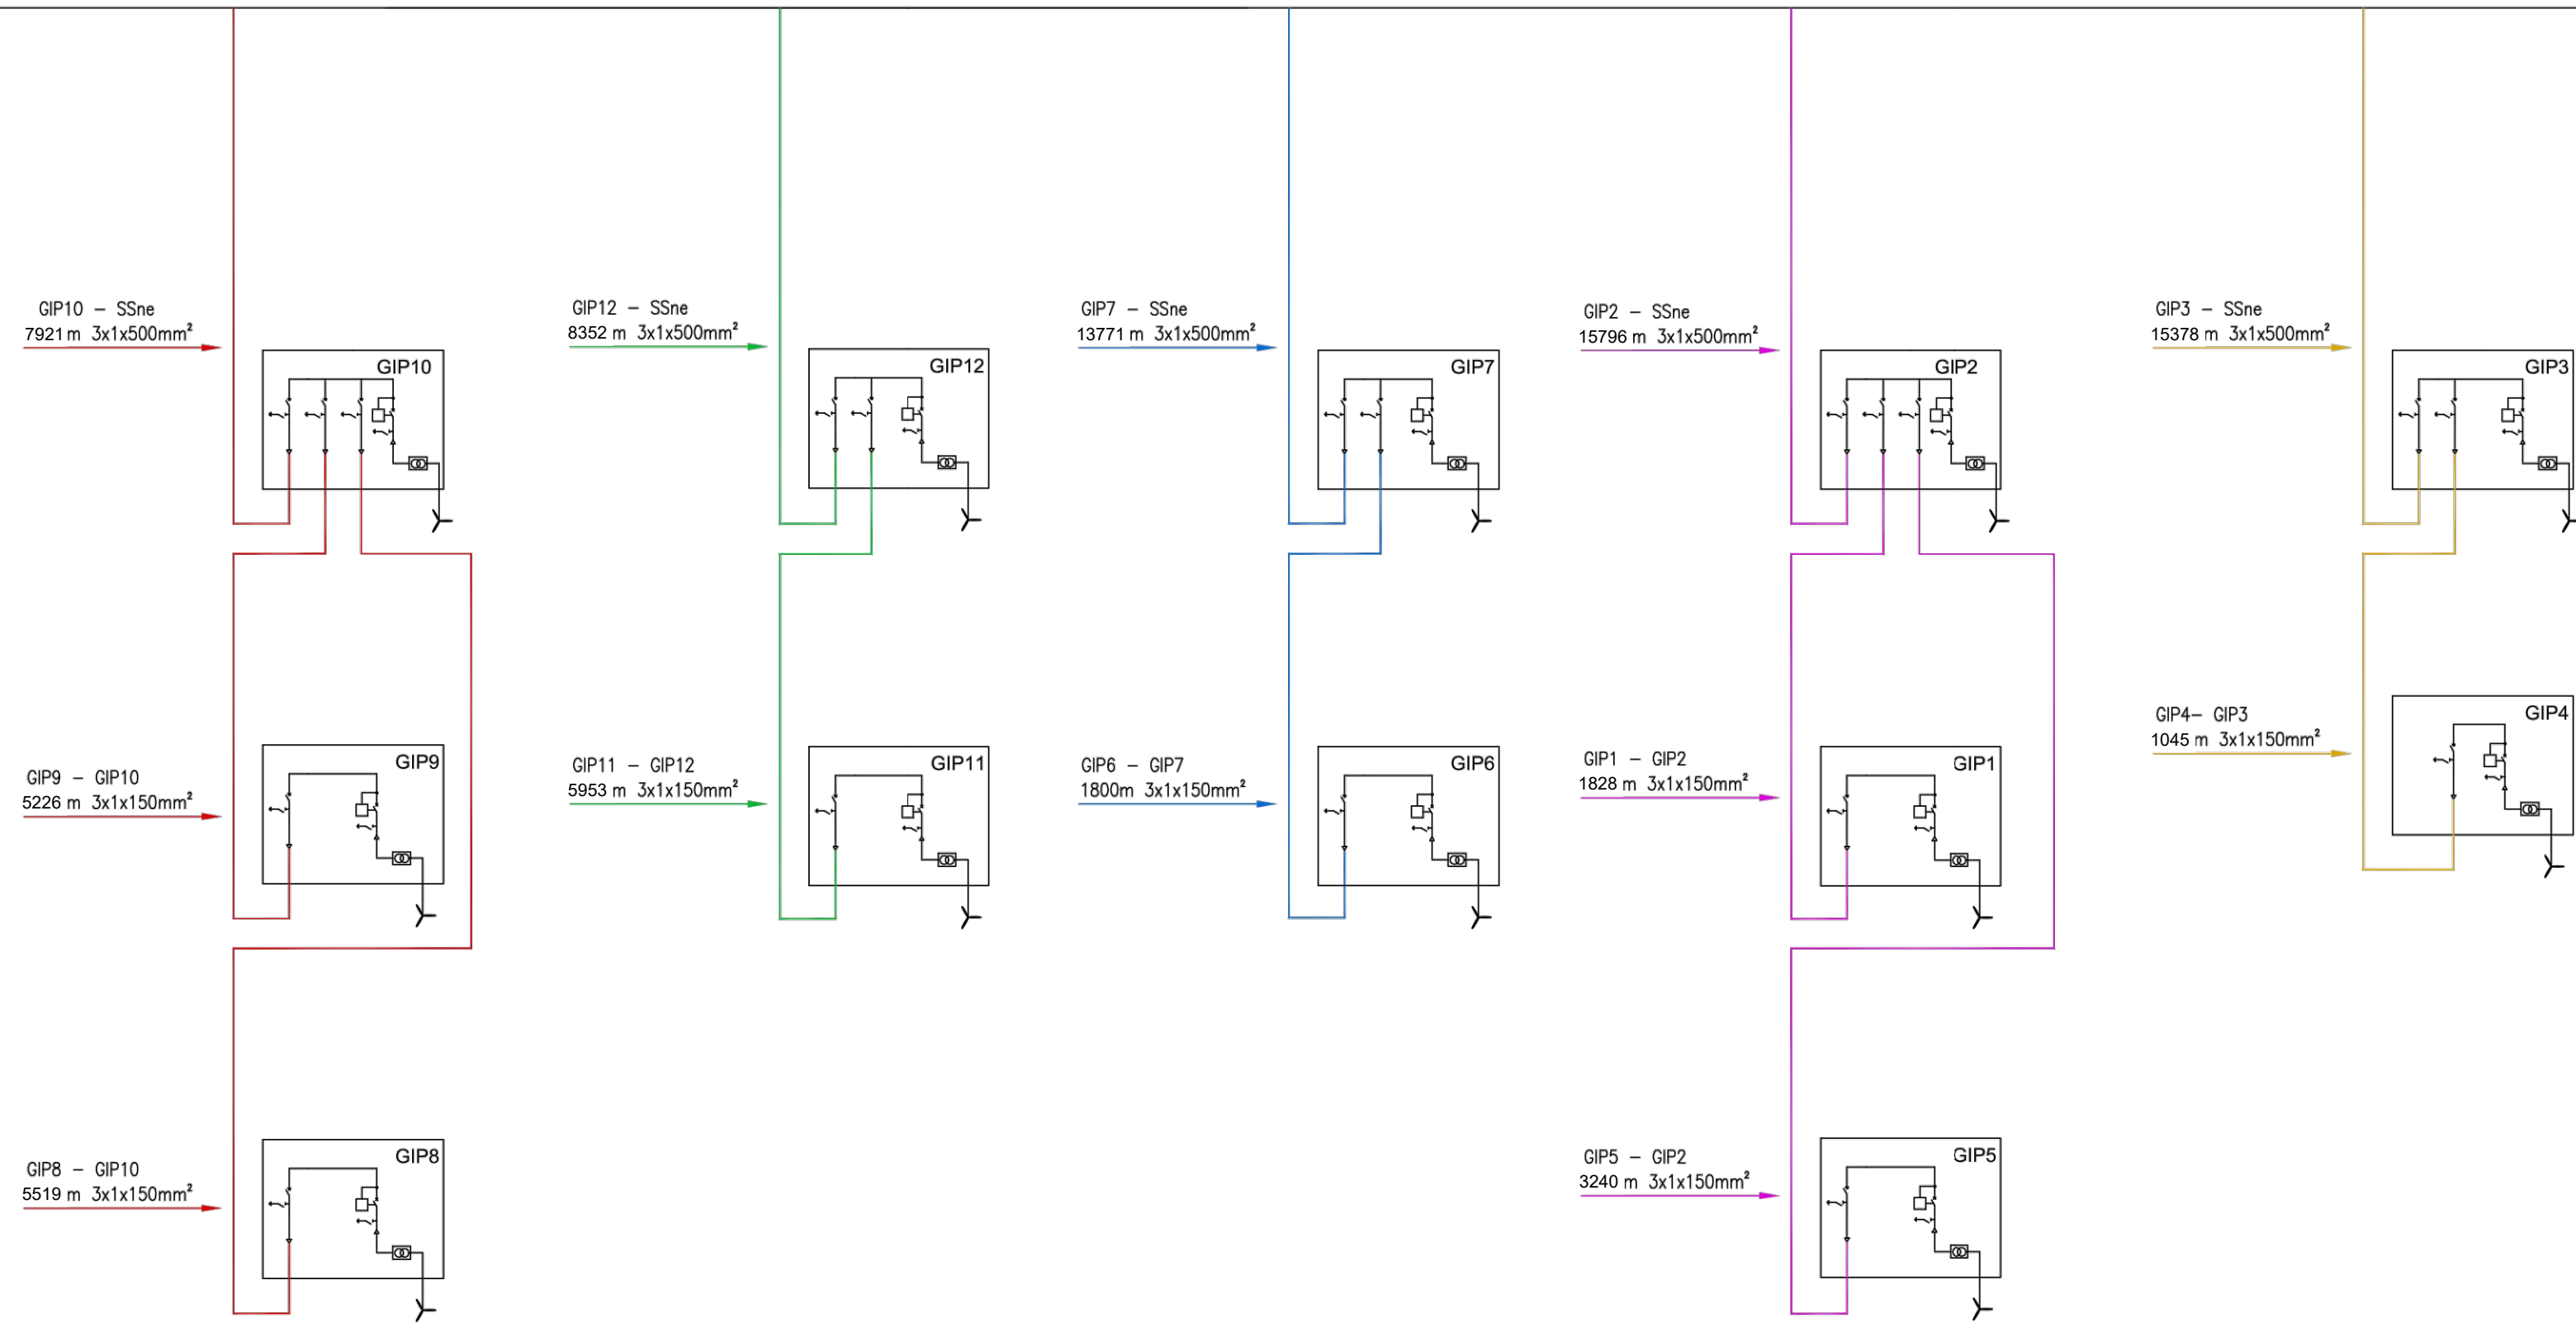 GIP10 – SSne
7921 m 3x1x500mm²
GIP10
GIP9 – GIP10
5226 m 3x1x150mm²
GIP9
GIP8 – GIP10
5519 m 3x1x150mm²
GIP8
GIP12 – SSne
8352 m 3x1x500mm²
GIP12
GIP11 – GIP12
5953 m 3x1x150mm²
GIP11
GIP7 – SSne
13771 m 3x1x500mm²
GIP7
GIP6 – GIP7
1800m 3x1x150mm²
GIP6
GIP2 – SSne
15796 m 3x1x500mm²
GIP2
GIP1 – GIP2
1828 m 3x1x150mm²
GIP1
GIP5 – GIP2
3240 m 3x1x150mm²
GIP5
GIP3 – SSne
15378 m 3x1x500mm²
GIP3
GIP4– GIP3
1045 m 3x1x150mm²
GIP4